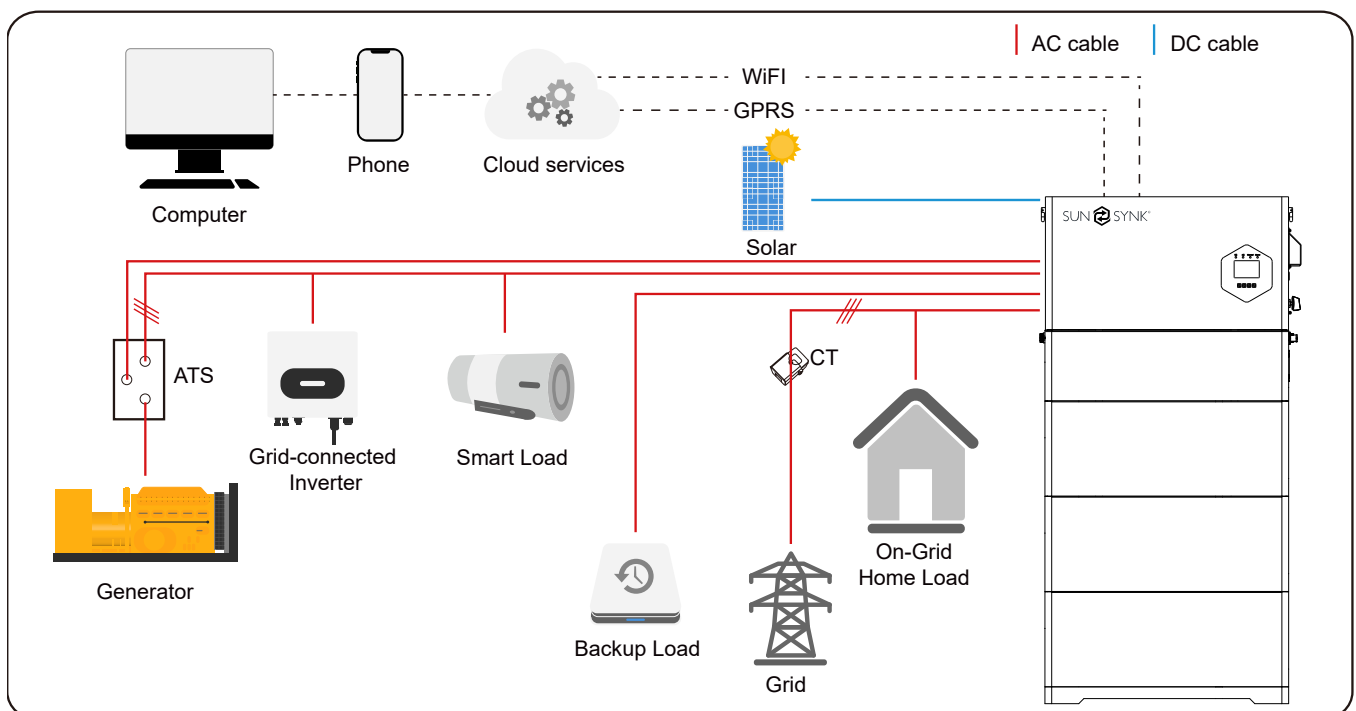 AC cable
DC cable
WiFI
GPRS
Phone
Cloud services
Computer
Solar
SUN SYNK
ATS
CT
Grid-connected
Inverter
Smart Load
On-Grid
Home Load
Generator
Backup Load
Grid